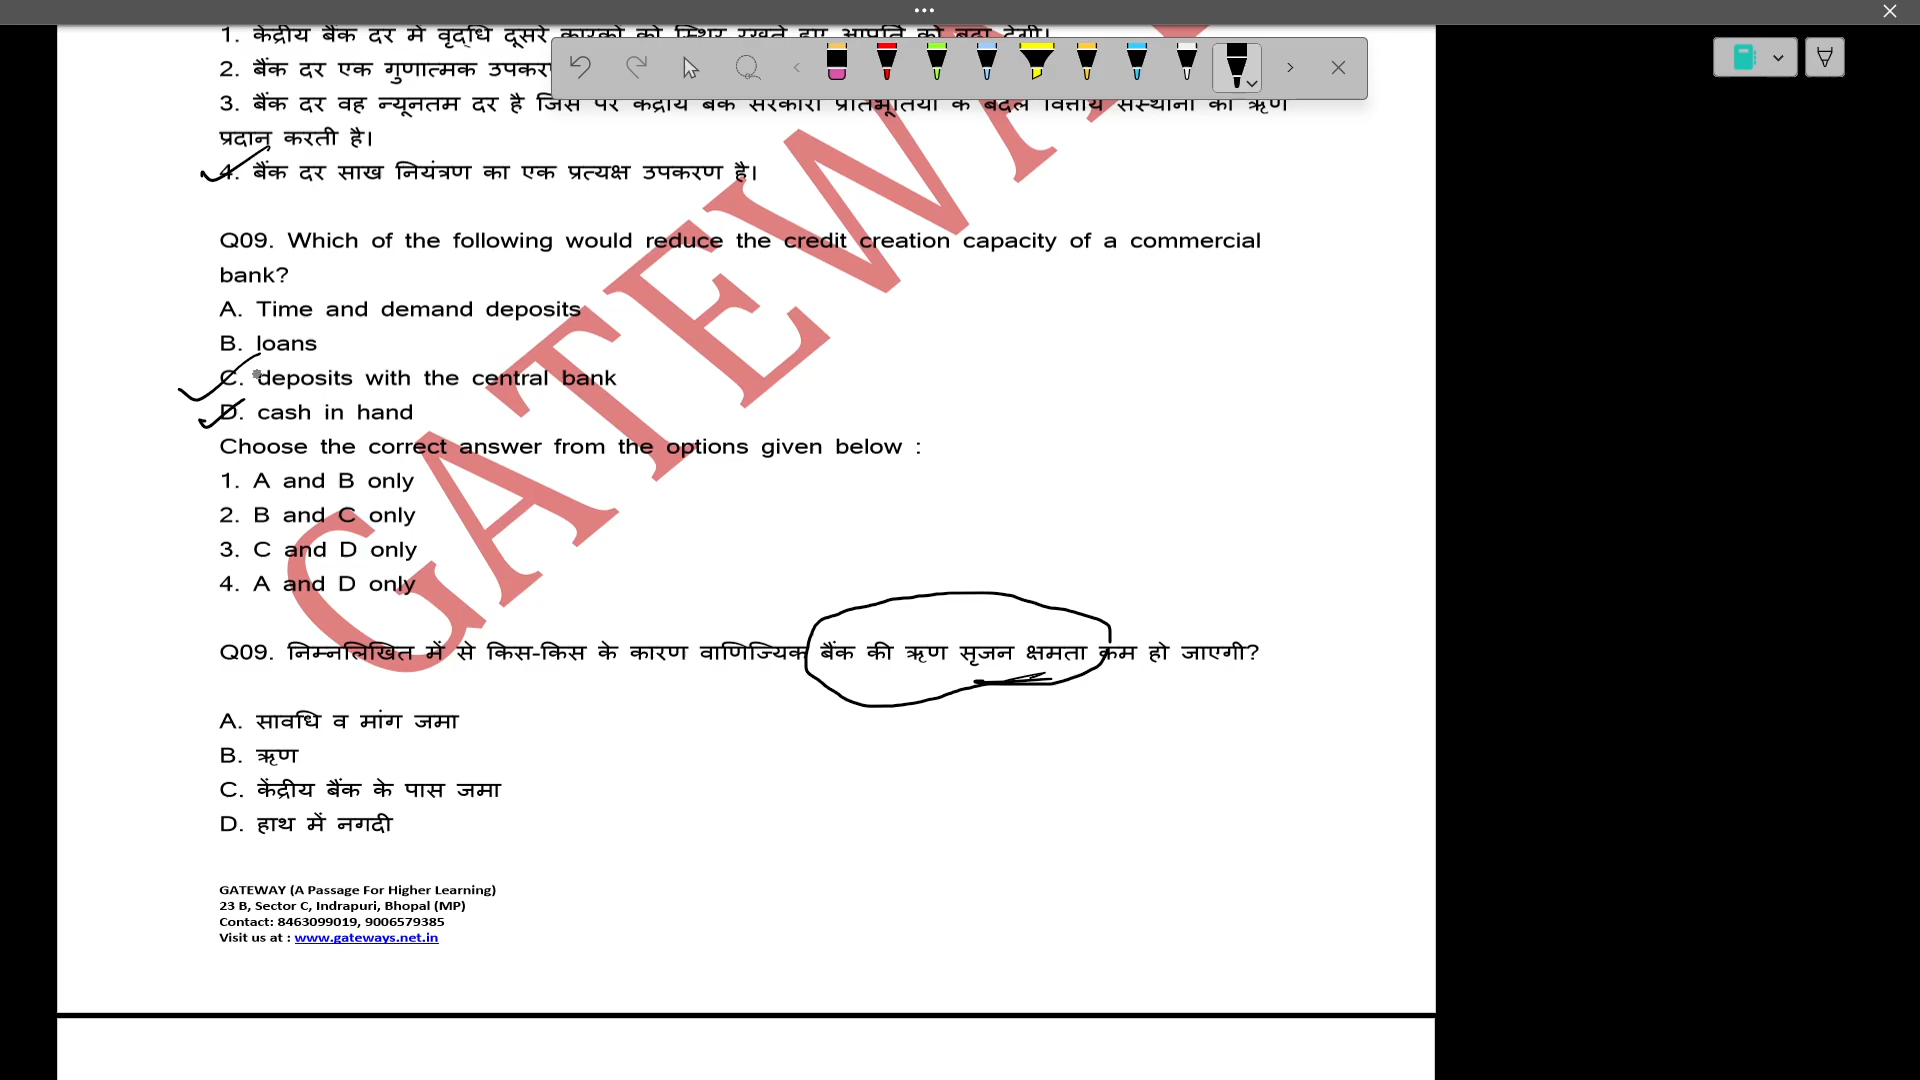 1. केंद्रीय बैंक दर में वृद्धि दूसरे कारकों को स्थिर रखते हुए आपूर्ति को बढ़ा देगी।
2. बैंक दर एक गुणात्मक
3. बैंक दर वह न्यूनतम दर है जिस पर केंद्रीय बैंक सरकारी प्रतिभूतियों के बदले वित्तीय संस्थानों को ऋण
प्रदान करती है।
4. बैंक दर साख नियंत्रण का एक प्रत्यक्ष उपकरण है।
Q09. Which of the following would reduce the credit creation capacity of a commercial
bank?
A. Time and demand deposits
B. loans
C. deposits with the central bank
D. cash in hand
Choose the correct answer from the options given below :
1. A and B only
2. B and C only
3. C and D only
4. A and D only
Q09. निम्नलिखित में से किस-किस के कारण वाणिज्यिक बैंक की ऋण सृजन क्षमता कम हो जाएगी?
A. सावधि व मांग जमा
B. ऋण
C. केंद्रीय बैंक के पास जमा
D. हाथ में नगदी
GATEWAY (A Passage For Higher Learning)
23 B, Sector C, Indrapuri, Bhopal (MP)
Contact: 8463099019, 9006579385
Visit us at : www.gateways.net.in
GATEWA